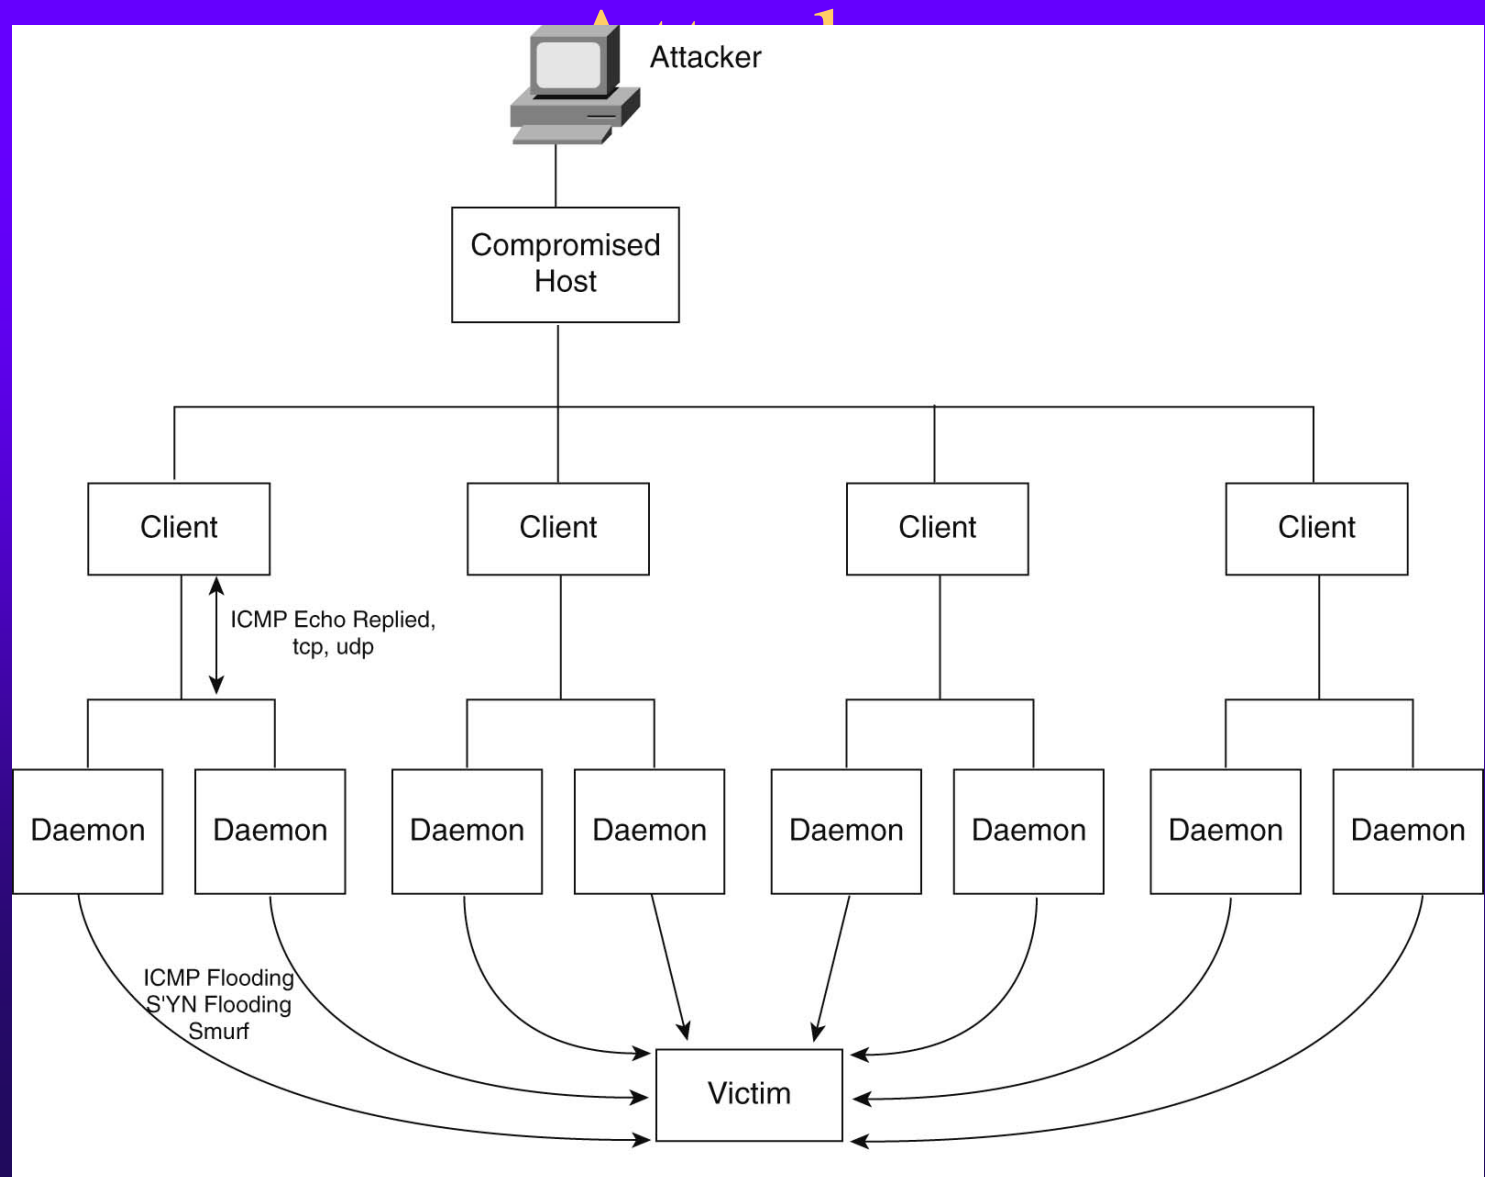 Attacker
Compromised
Host
Client
Client
Client
Client
ICMP Echo Replied,
tcp, udp
Daemon
Daemon
Daemon
Daemon
Daemon
Daemon
Daemon
Daemon
ICMP Flooding
S'YN Flooding
Smurf
Victim